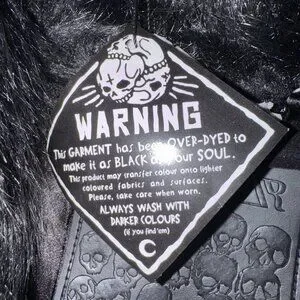 WARNING
This GARMENT has been OVER-DYED to
make it as BLACK as your SOUL.
This product may transfer colour onto lighter
coloured fabrics and surfaces.
Please, take care when worn.
ALWAYS WASH WITH
DARKER COLOURS
(if you find'em)